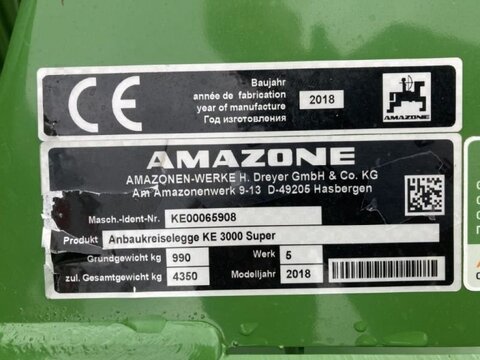 CE
Baujahr
année de fabrication
year of manufacture
Год изготовления
2018
AMAZONE
AMAZONE
AMAZONEN-WERKE H. Dreyer GmbH & Co. KG
Am Amazonenwerk 9-13 D-49205 Hasbergen
Masch.-Ident-Nr. KE00065908
Produkt Anbaukreiselegge KE 3000 Super
Grundgewicht kg 990 Werk 5
zul. Gesamtgewicht kg 4350 Modelljahr 2018